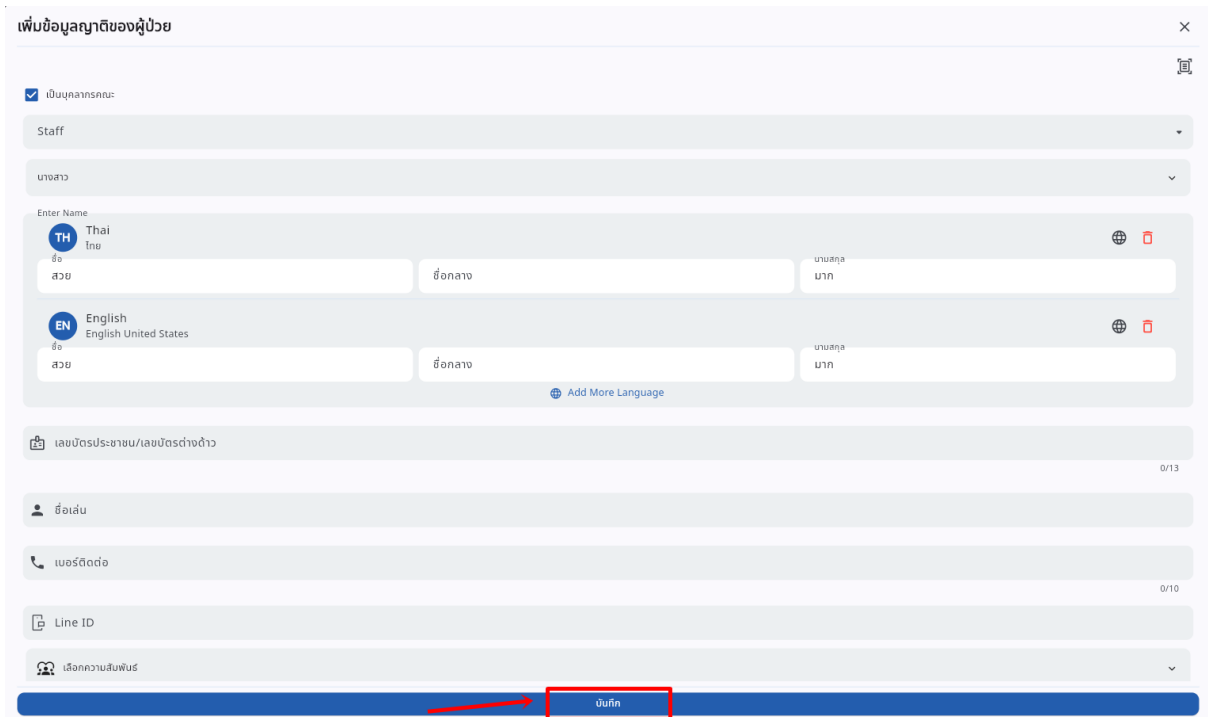 เพิ่มข้อมูลญาติของผู้ป่วย
เป็นบุคลากรคณะ
Staff
นางสาว
Enter Name
TH Thai
ไทย
ชื่อ นามสกุล
สวย ชื่อกลาง มาก
EN English
English United States
ชื่อ นามสกุล
สวย ชื่อกลาง มาก
Add More Language
เลขบัตรประชาชน/เลขบัตรต่างด้าว
0/13
ชื่อเล่น
เบอร์ติดต่อ
0/10
Line ID
เลือกความสัมพันธ์
บันทึก